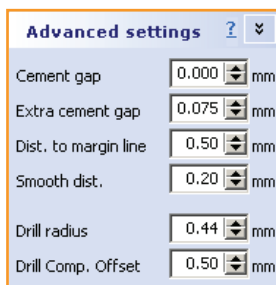 Advanced settings ?
Cement gap 0.000 mm
Extra cement gap 0.075 mm
Dist. to margin line 0.50 mm
Smooth dist. 0.20 mm
Drill radius 0.44 mm
Drill Comp. Offset 0.50 mm